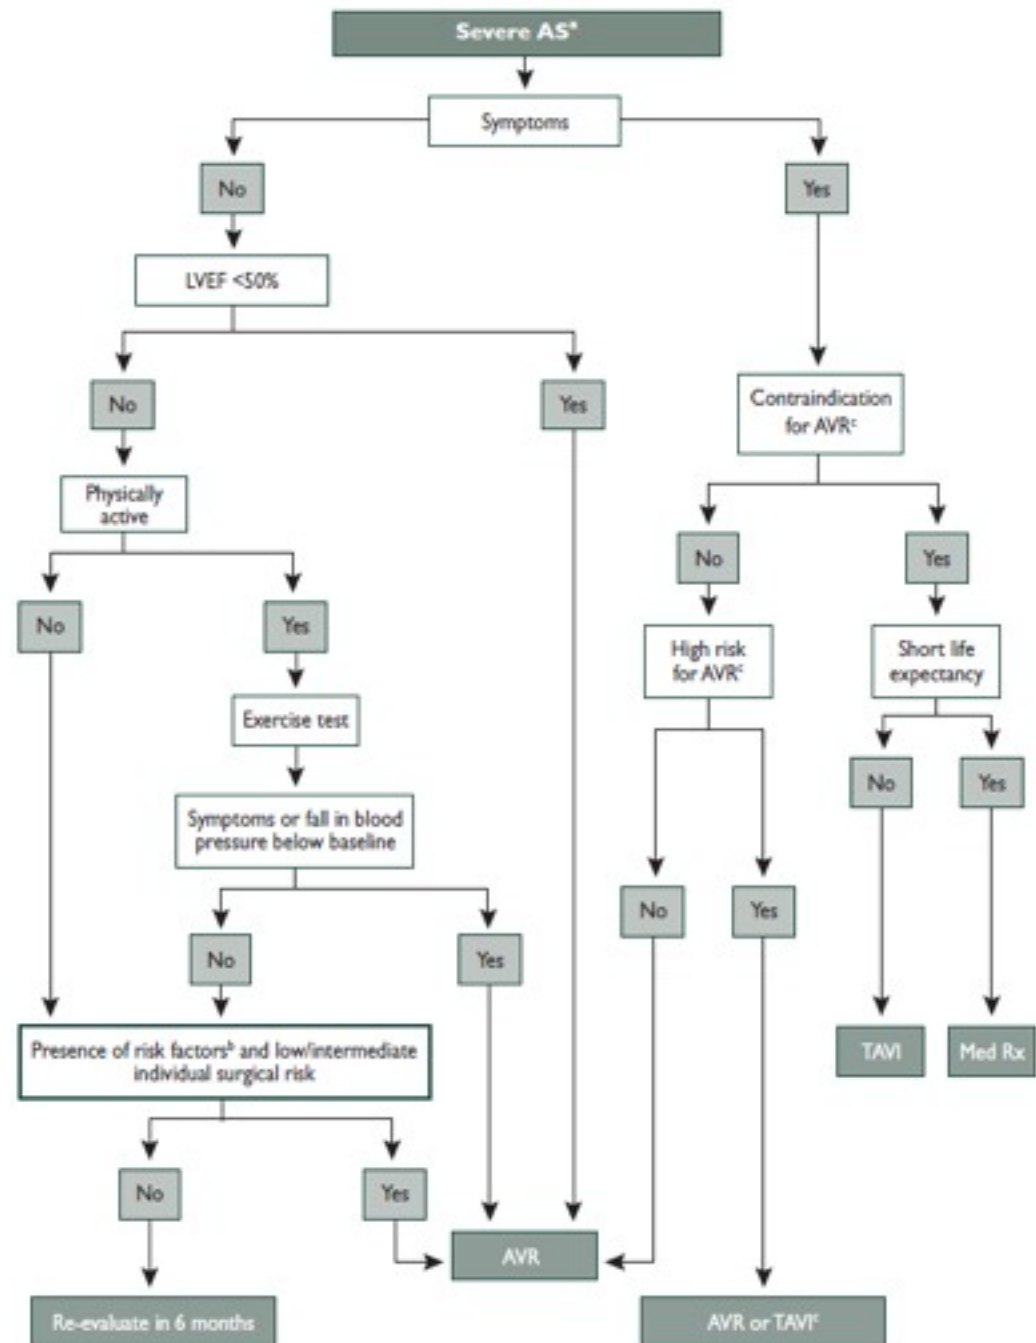 Severe ASᵃ
Symptoms
No
Yes
LVEF <50%
No
Yes
Contraindication
for AVRᶜ
Physically
active
No
Yes
No
Yes
High risk
for AVRᶜ
Short life
expectancy
Exercise test
No
Yes
Symptoms or fall in blood
pressure below baseline
No
Yes
No
Yes
Presence of risk factorsᵇ and low/intermediate
individual surgical risk
TAVI
Med Rx
No
Yes
AVR
Re-evaluate in 6 months
AVR or TAVIᶜ